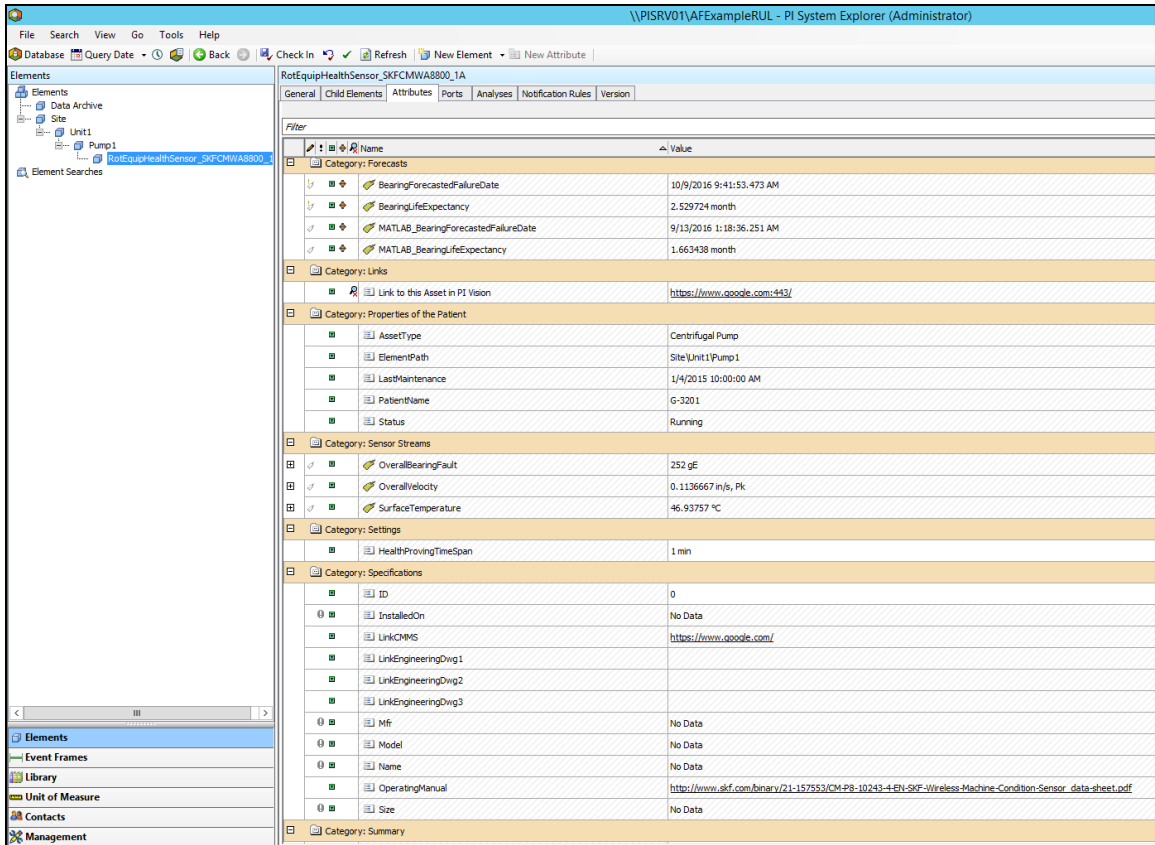 \\PISRV01\AFExampleRUL - PI System Explorer (Administrator)
File Search View Go Tools Help
Database Query Date Back Check In Refresh New Element New Attribute
Elements
Elements
Data Archive
Site
Unit1
Pump1
RotEquipHealthSensor_SKFCMWA8800_1
Element Searches
Elements
Event Frames
Library
Unit of Measure
Contacts
Management
RotEquipHealthSensor_SKFCMWA8800_1A
General Child Elements Attributes Ports Analyses Notification Rules Version
Filter
Name Value
Category: Forecasts
BearingForecastedFailureDate 10/9/2016 9:41:53.473 AM
BearingLifeExpectancy 2.529724 month
MATLAB_BearingForecastedFailureDate 9/13/2016 1:18:36.251 AM
MATLAB_BearingLifeExpectancy 1.663438 month
Category: Links
Link to this Asset in PI Vision https://www.google.com:443/
Category: Properties of the Patient
AssetType Centrifugal Pump
ElementPath Site\Unit1\Pump1
LastMaintenance 1/4/2015 10:00:00 AM
PatientName G-3201
Status Running
Category: Sensor Streams
OverallBearingFault 252 gE
OverallVelocity 0.1136667 in/s, Pk
SurfaceTemperature 46.93757 °C
Category: Settings
HealthProvingTimeSpan 1 min
Category: Specifications
ID 0
InstalledOn No Data
LinkCMMS https://www.google.com/
LinkEngineeringDwg1
LinkEngineeringDwg2
LinkEngineeringDwg3
Mfr No Data
Model No Data
Name No Data
OperatingManual http://www.skf.com/binary/21-157553/CM-P8-10243-4-EN-SKF-Wireless-Machine-Condition-Sensor_data-sheet.pdf
Size No Data
Category: Summary